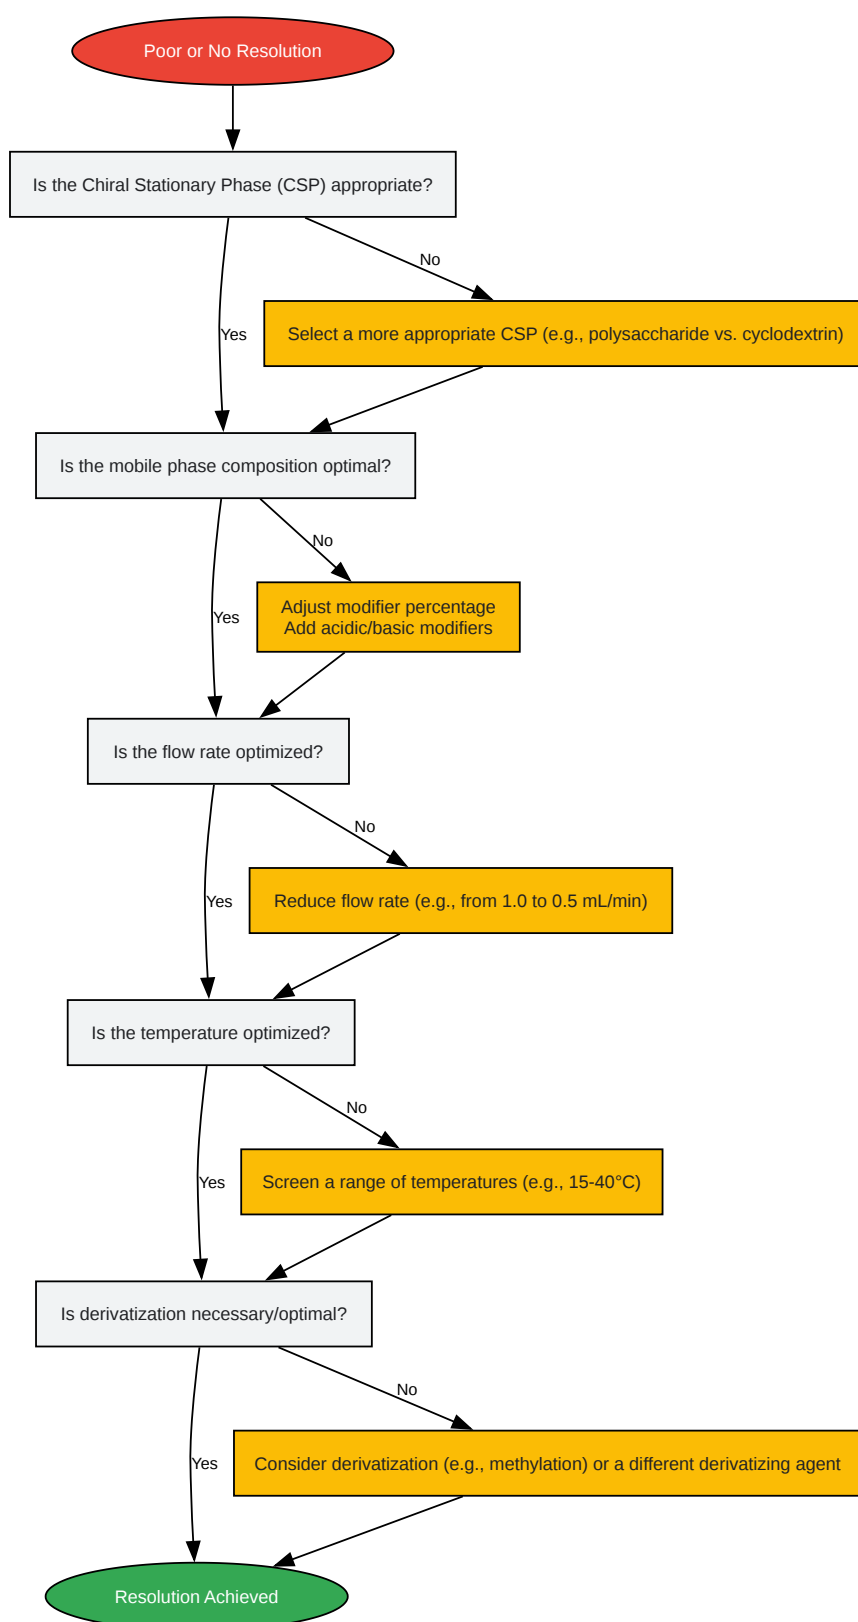 Poor or No Resolution
Is the Chiral Stationary Phase (CSP) appropriate?
No
Yes
Select a more appropriate CSP (e.g., polysaccharide vs. cyclodextrin)
Is the mobile phase composition optimal?
No
Yes
Adjust modifier percentage
Add acidic/basic modifiers
Is the flow rate optimized?
No
Yes
Reduce flow rate (e.g., from 1.0 to 0.5 mL/min)
Is the temperature optimized?
No
Yes
Screen a range of temperatures (e.g., 15-40°C)
Is derivatization necessary/optimal?
No
Yes
Consider derivatization (e.g., methylation) or a different derivatizing agent
Resolution Achieved